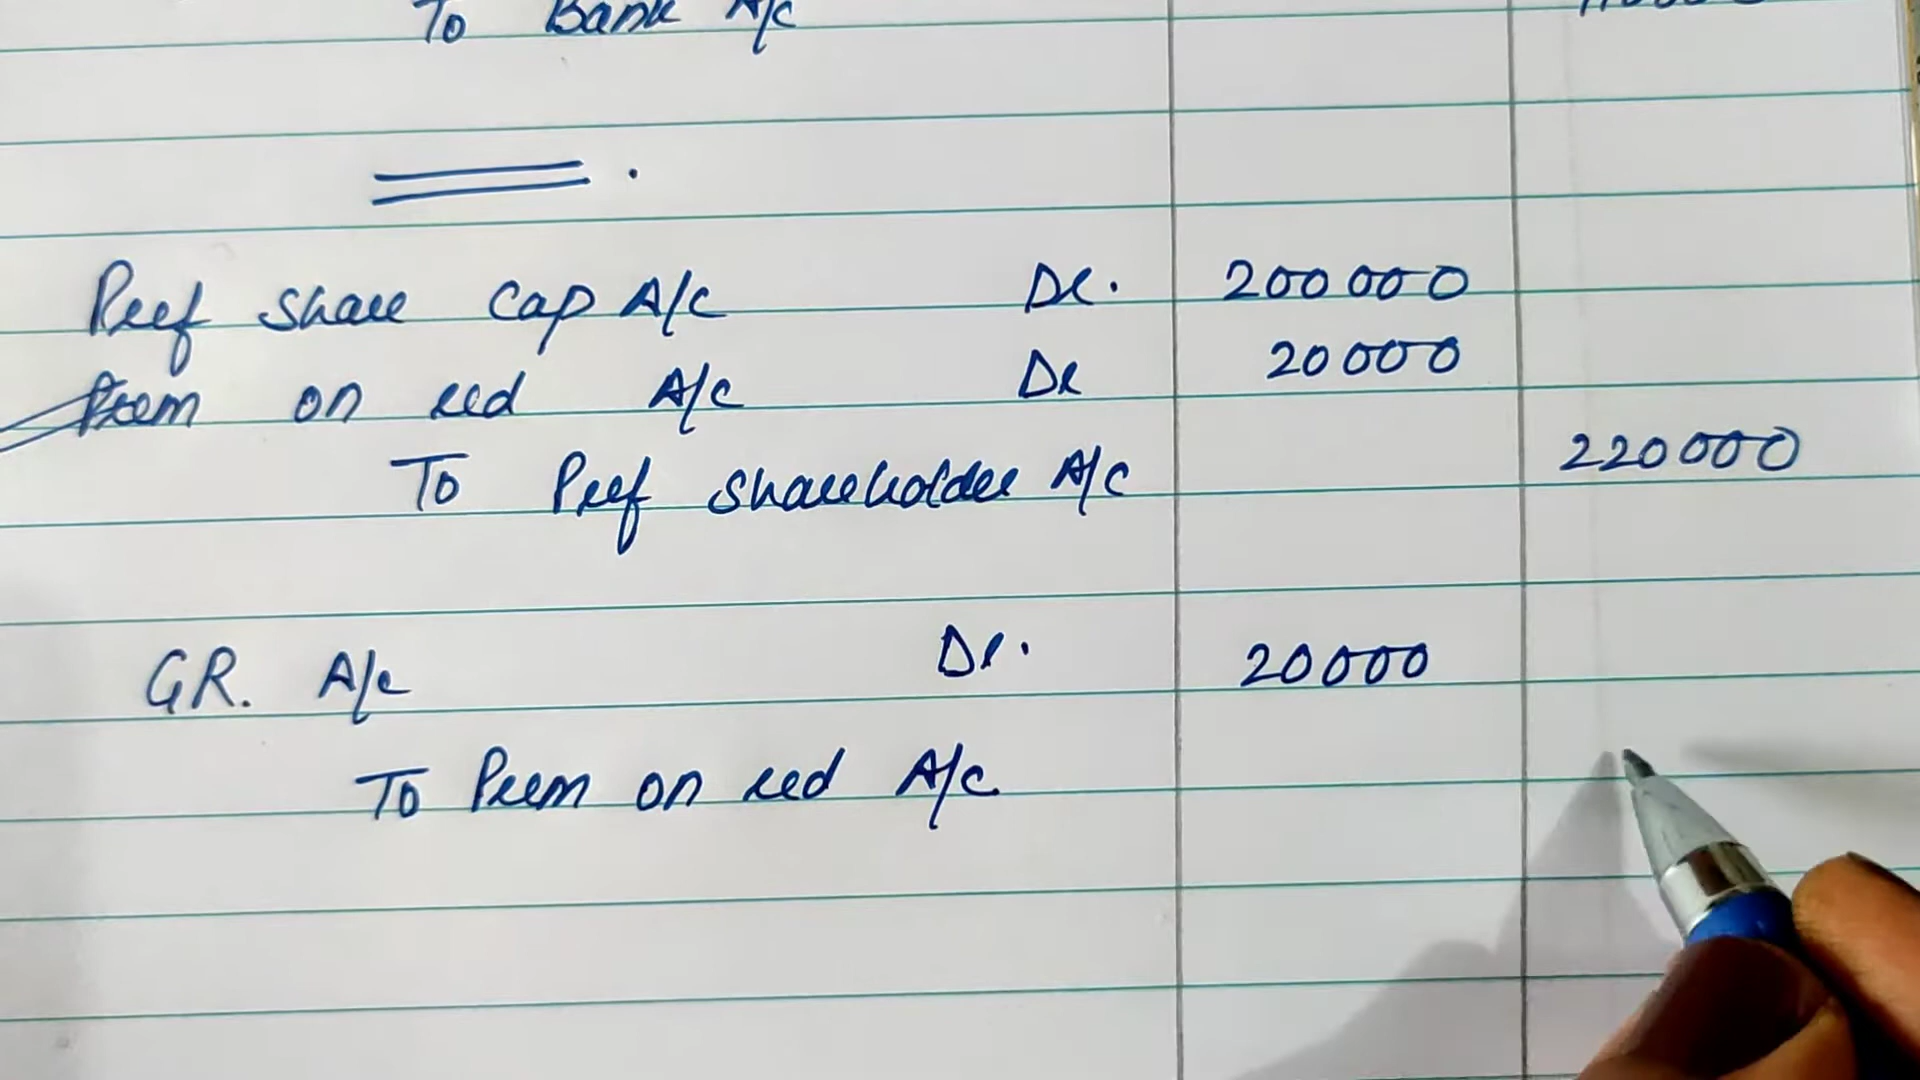 To Bank A/c
Pref Share Cap A/c Dr. 200000
Prem on red A/c Dr 20000
To Pref Shareholder A/c 220000
GR. A/c Dr. 20000
To Prem on red A/c